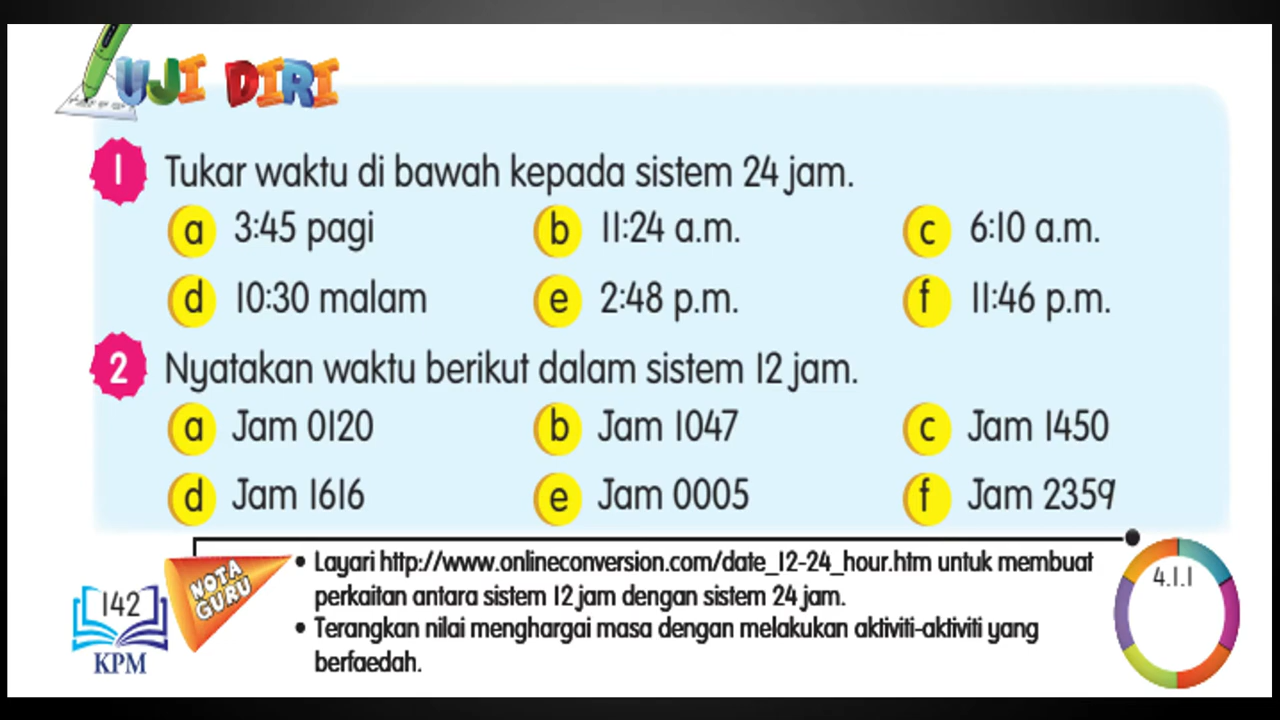 UJI DIRI
1 Tukar waktu di bawah kepada sistem 24 jam.
a 3:45 pagi b 11:24 a.m. c 6:10 a.m.
d 10:30 malam e 2:48 p.m. f 11:46 p.m.
2 Nyatakan waktu berikut dalam sistem 12 jam.
a Jam 0120 b Jam 1047 c Jam 1450
d Jam 1616 e Jam 0005 f Jam 2359
NOTA GURU
• Layari http://www.onlineconversion.com/date_12-24_hour.htm untuk membuat
perkaitan antara sistem 12 jam dengan sistem 24 jam.
• Terangkan nilai menghargai masa dengan melakukan aktiviti-aktiviti yang
berfaedah.
142
KPM
4.1.1